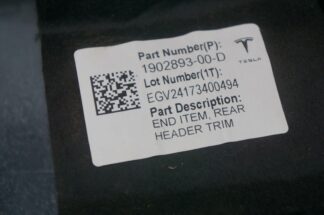 Part Number(P):
1902893-00-D
TESLA
Lot Number(1T):
EGV24173400494
Part Description:
END ITEM, REAR
HEADER TRIM